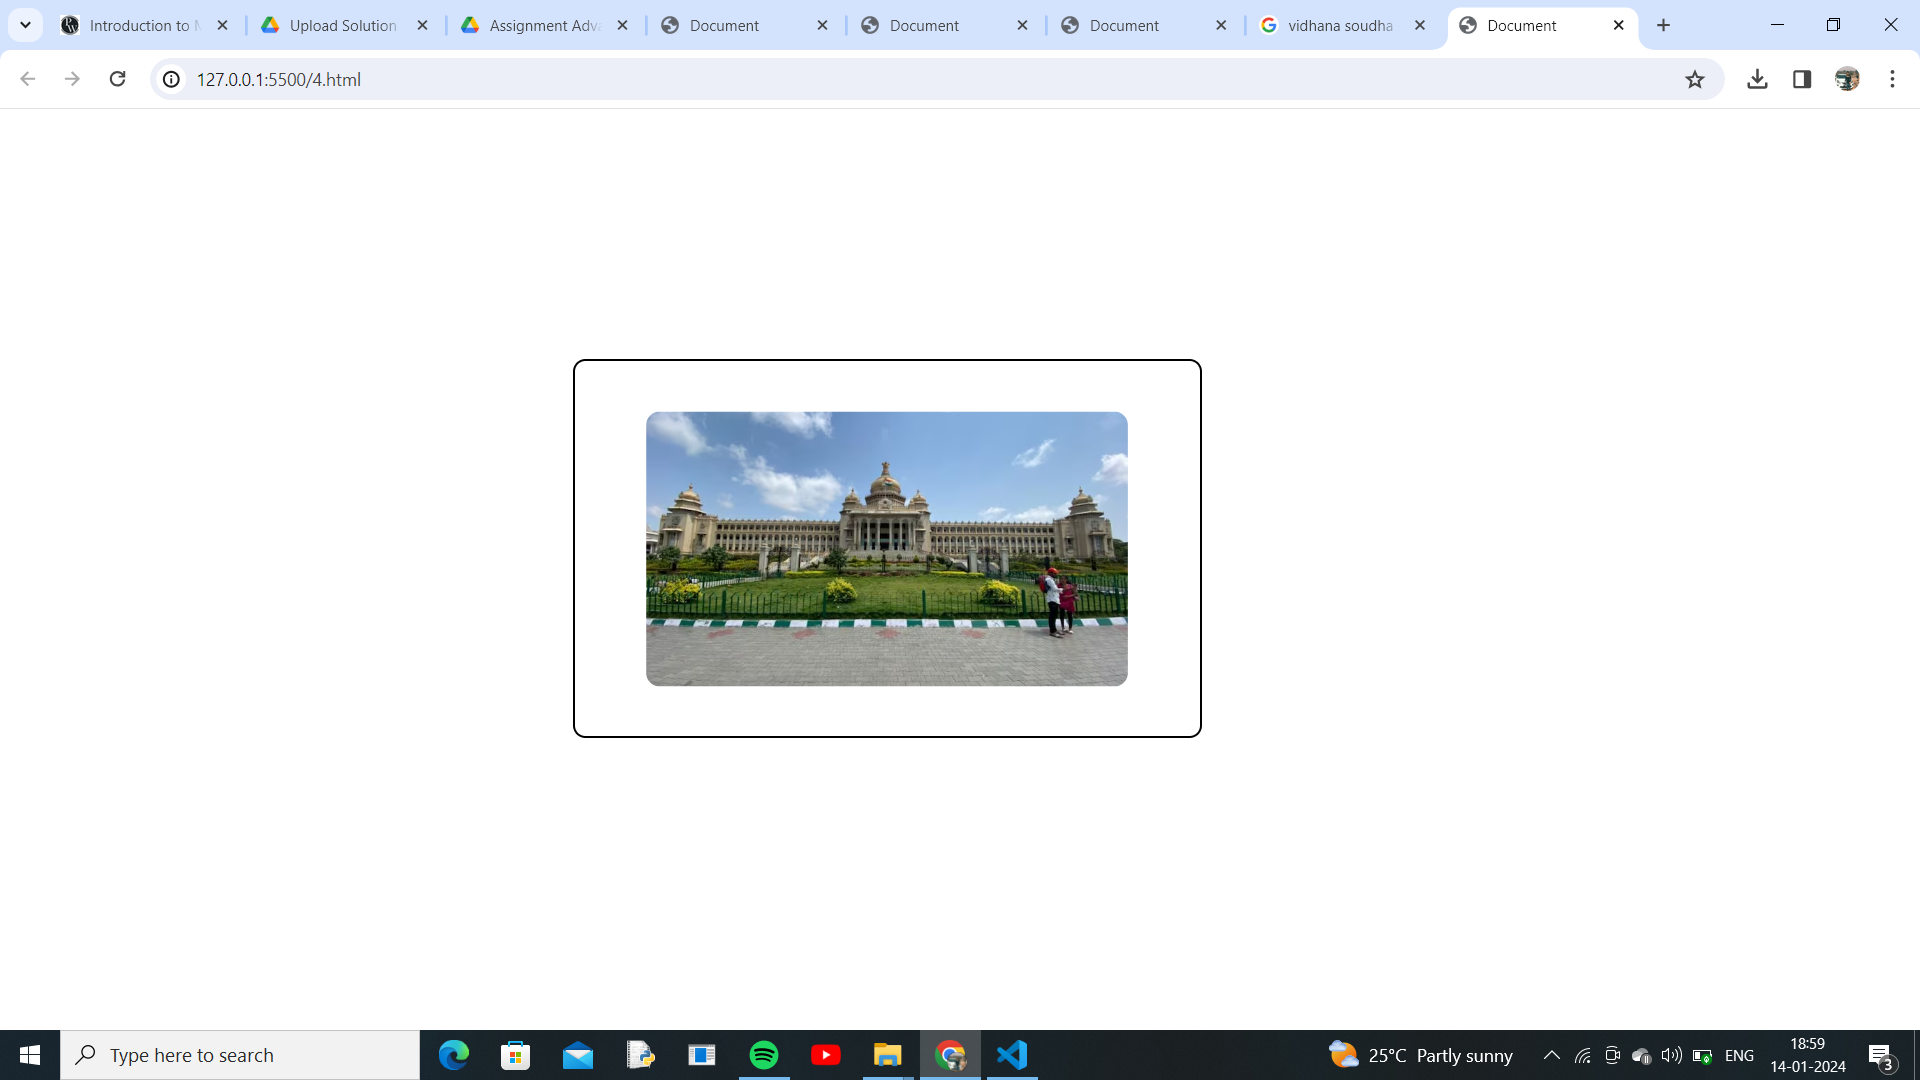 Introduction to M
Upload Solution
Assignment Adva
Document
Document
Document
vidhana soudha
Document
127.0.0.1:5500/4.html
Type here to search
25°C Partly sunny
ENG
18:59
14-01-2024
3